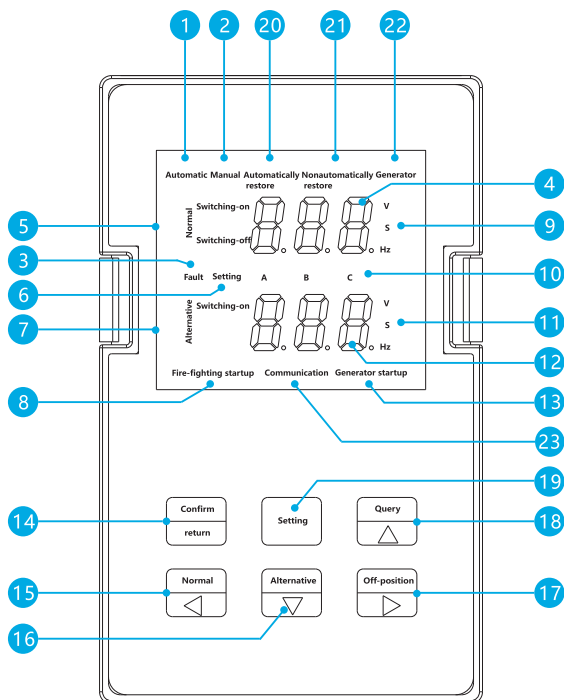 1 2 20 21 22
Automatic Manual Automatically Nonautomatically Generator
restore restore
4
Switching-on V
5 Normal S 9
Switching-off Hz
3
Fault Setting A B C 10
6
Switching-on V
7 Alternative S 11
Hz
12
Fire-fighting startup Communication Generator startup
8 13
23
19
Confirm Setting Query
14 return 18
Normal Alternative Off-position
15 17
16